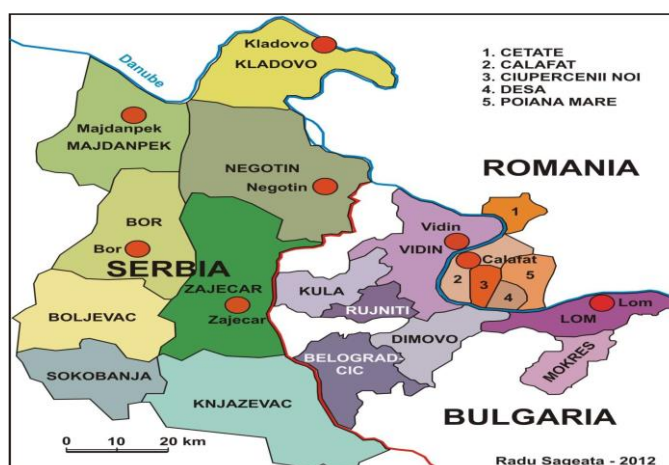 Kladovo
KLADOVO
Danube
1. CETATE
2. CALAFAT
3. CIUPERCENII NOI
4. DESA
5. POIANA MARE
Majdanpek
MAJDANPEK
NEGOTIN
Negotin
ROMANIA
BOR
Bor
SERBIA
Vidin
VIDIN
1
Calafat
2
3
4
5
ZAJECAR
Zajecar
KULA
RUJNITI
BOLJEVAC
LOM
Lom
DIMOVO
BELOGRAD
CIC
MOKRES
SOKOBANJA
KNJAZEVAC
BULGARIA
0 20 km
Radu Sageata - 2012